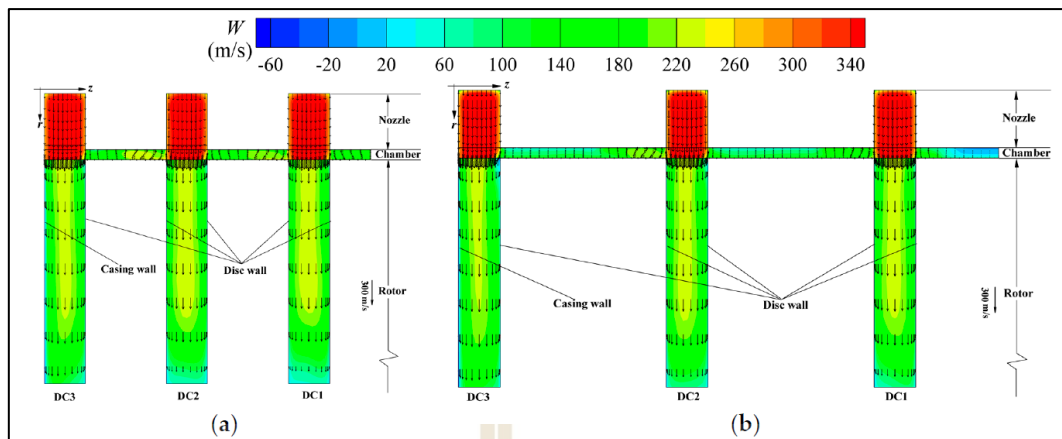 W
(m/s)
-60 -20 20 60 100 140 180 220 260 300 340
z
r
Nozzle
Chamber
Casing wall
Disc wall
Rotor
300 m/s
DC3 DC2 DC1
(a)
z
r
Nozzle
Chamber
Casing wall
Disc wall
Rotor
300 m/s
DC3 DC2 DC1
(b)